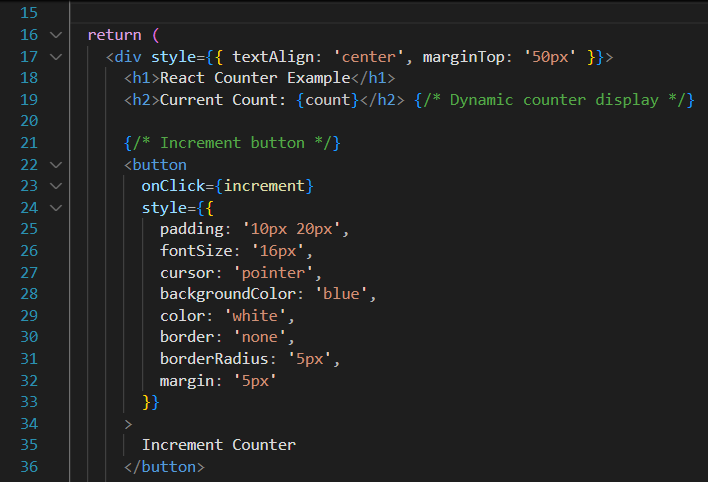 15
16 return (
17 <div style={{ textAlign: 'center', marginTop: '50px' }}>
18 <h1>React Counter Example</h1>
19 <h2>Current Count: {count}</h2> {/* Dynamic counter display */}
20
21 {/* Increment button */}
22 <button
23 onClick={increment}
24 style={{
25 padding: '10px 20px',
26 fontSize: '16px',
27 cursor: 'pointer',
28 backgroundColor: 'blue',
29 color: 'white',
30 border: 'none',
31 borderRadius: '5px',
32 margin: '5px'
33 }}
34 >
35 Increment Counter
36 </button>